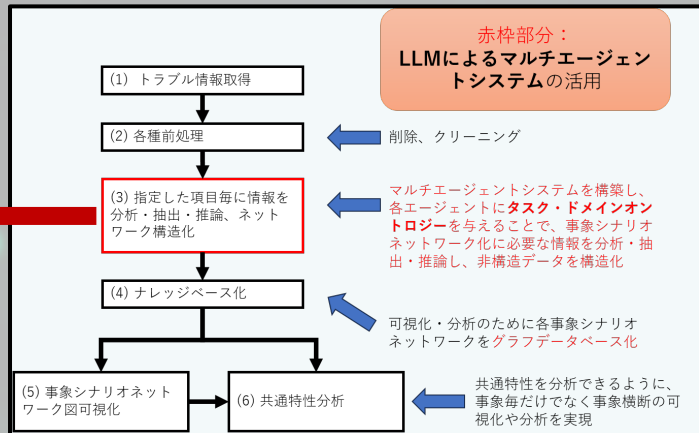 赤枠部分：
LLMによるマルチエージェン
トシステムの活用
(1) トラブル情報取得
(2) 各種前処理
削除、クリーニング
(3) 指定した項目毎に情報を
分析・抽出・推論、ネット
ワーク構造化
マルチエージェントシステムを構築し、
各エージェントにタスク・ドメインオン
トロジーを与えることで、事象シナリオ
ネットワーク化に必要な情報を分析・抽
出・推論し、非構造データを構造化
(4) ナレッジベース化
可視化・分析のために各事象シナリオ
ネットワークをグラフデータベース化
(5) 事象シナリオネット
ワーク図可視化
(6) 共通特性分析
共通特性を分析できるように、
事象毎だけでなく事象横断の可
視化や分析を実現